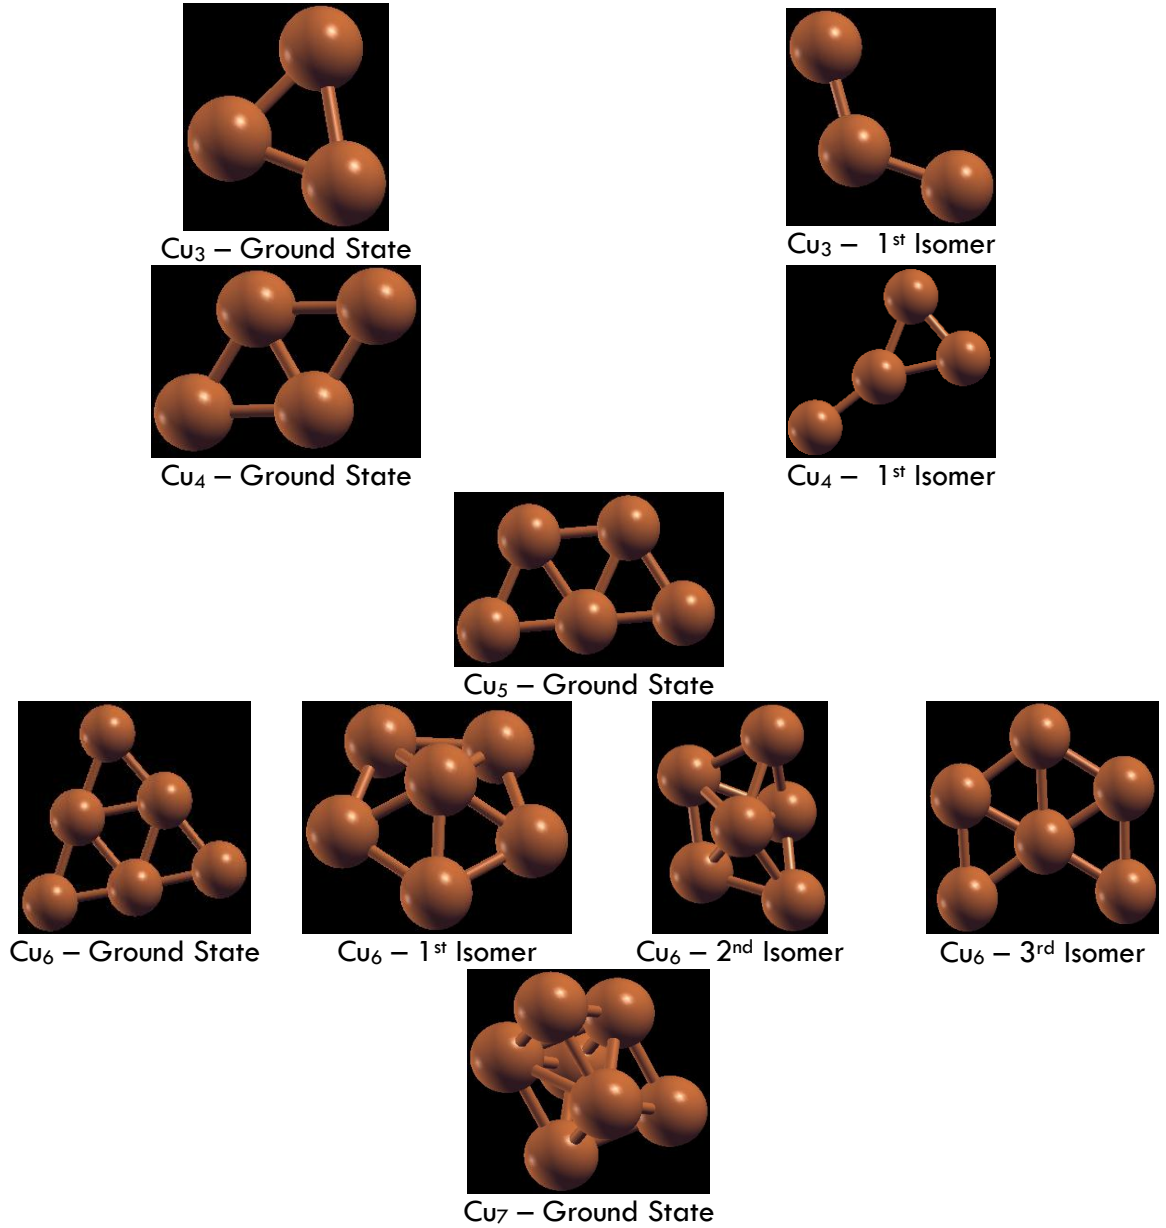 Cu₃ – Ground State
Cu₃ – 1ˢᵗ Isomer
Cu₄ – Ground State
Cu₄ – 1ˢᵗ Isomer
Cu₅ – Ground State
Cu₆ – Ground State
Cu₆ – 1ˢᵗ Isomer
Cu₆ – 2ⁿᵈ Isomer
Cu₆ – 3ʳᵈ Isomer
Cu₇ – Ground State